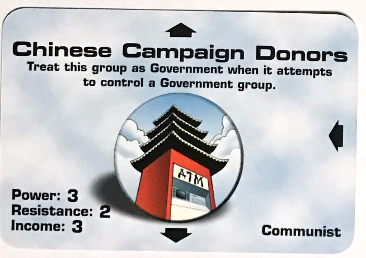 Chinese Campaign Donors
Treat this group as Government when it attempts
to control a Government group.
ATM
Power: 3
Resistance: 2
Income: 3
Communist